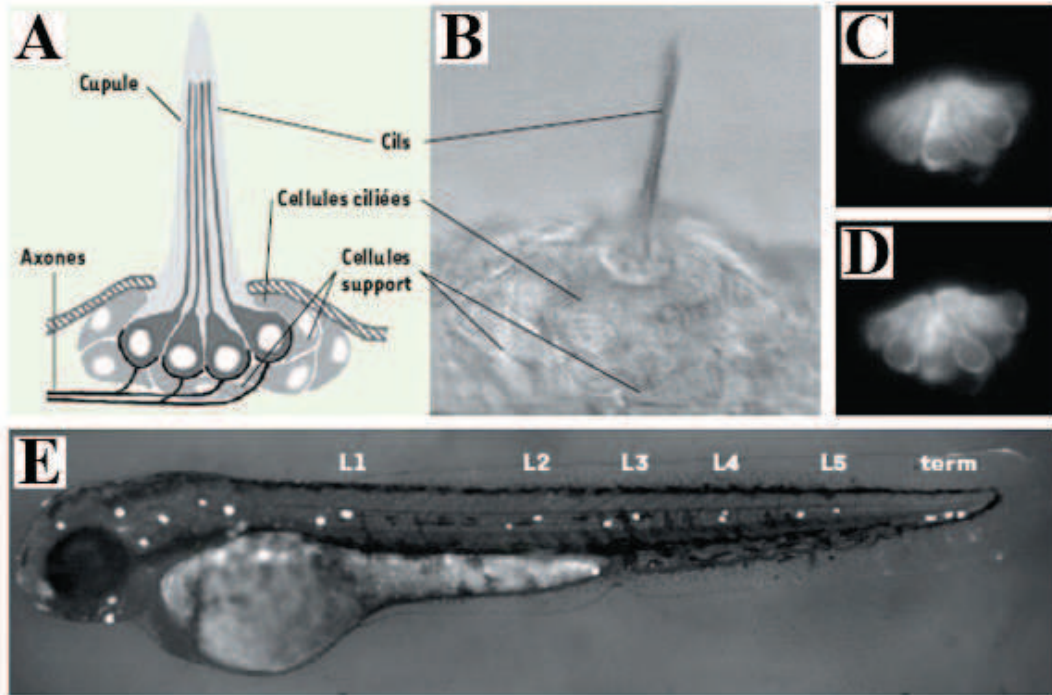 A
B
C
Cupule
Cils
Cellules ciliées
Axones
Cellules
support
D
E
L1
L2
L3
L4
L5
term